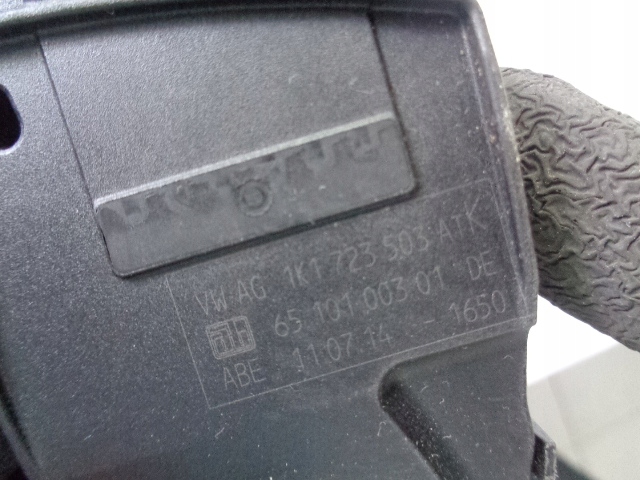 VW AG 1K1 723 503 ATK
65 101 003 01 DE
ABE 11.07.14 - 1650